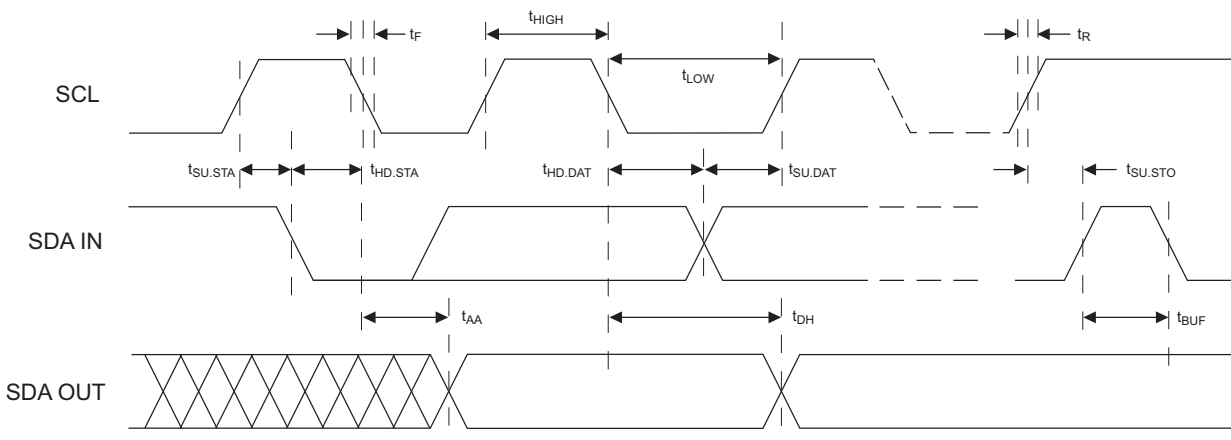 tHIGH
tF
tR
tLOW
SCL
tSU.STA
tHD.STA
tHD.DAT
tSU.DAT
tSU.STO
SDA IN
tAA
tDH
tBUF
SDA OUT